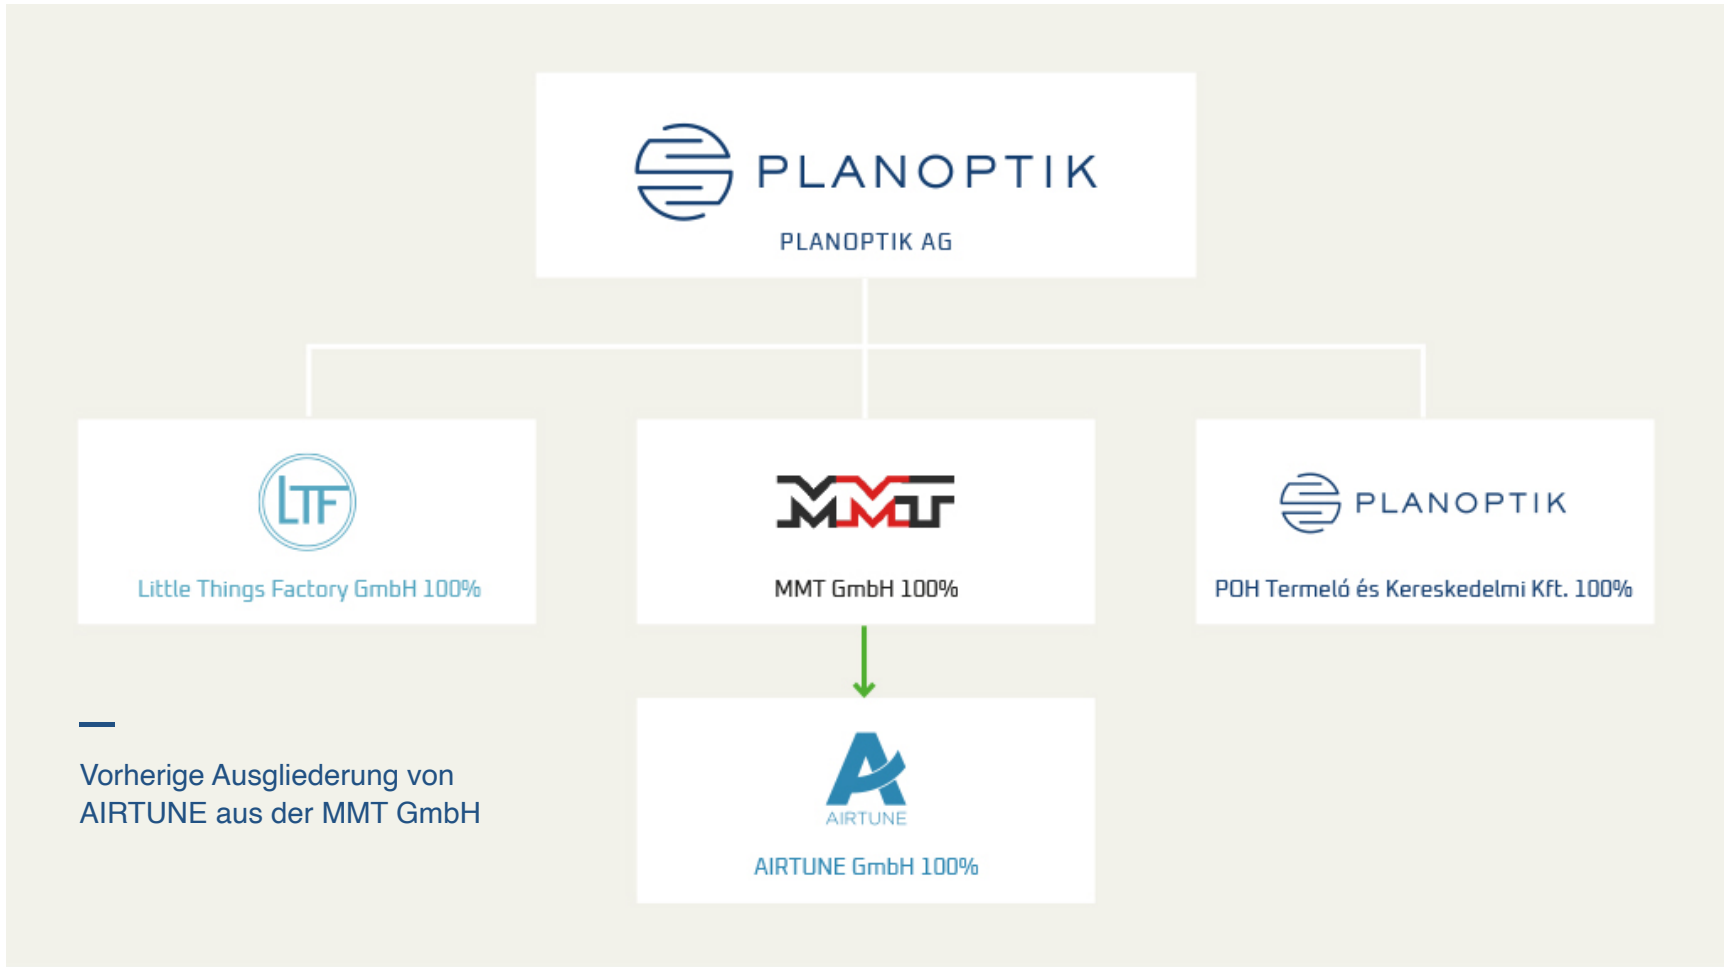 PLANOPTIK
PLANOPTIK AG
LTF
Little Things Factory GmbH 100%
MMT
MMT GmbH 100%
PLANOPTIK
POH Termeló és Kereskedelmi Kft. 100%
Vorherige Ausgliederung von
AIRTUNE aus der MMT GmbH
AIRTUNE
AIRTUNE GmbH 100%